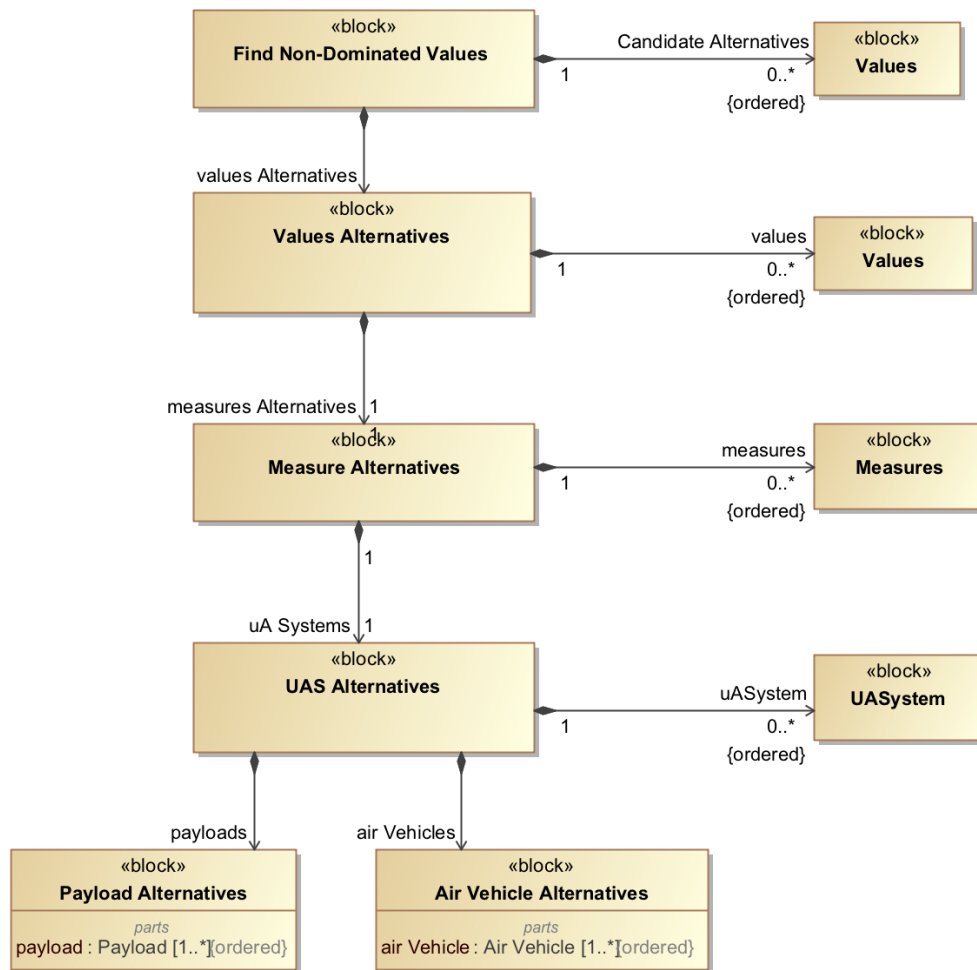 «block»
Find Non-Dominated Values
Candidate Alternatives
1
0..*
{ordered}
«block»
Values
values Alternatives
«block»
Values Alternatives
values
1
0..*
{ordered}
«block»
Values
measures Alternatives
1
1
«block»
Measure Alternatives
measures
1
0..*
{ordered}
«block»
Measures
1
uA Systems
1
«block»
UAS Alternatives
uASystem
1
0..*
{ordered}
«block»
UASystem
payloads
air Vehicles
«block»
Payload Alternatives
parts
payload : Payload [1..*]{ordered}
«block»
Air Vehicle Alternatives
parts
air Vehicle : Air Vehicle [1..*]{ordered}